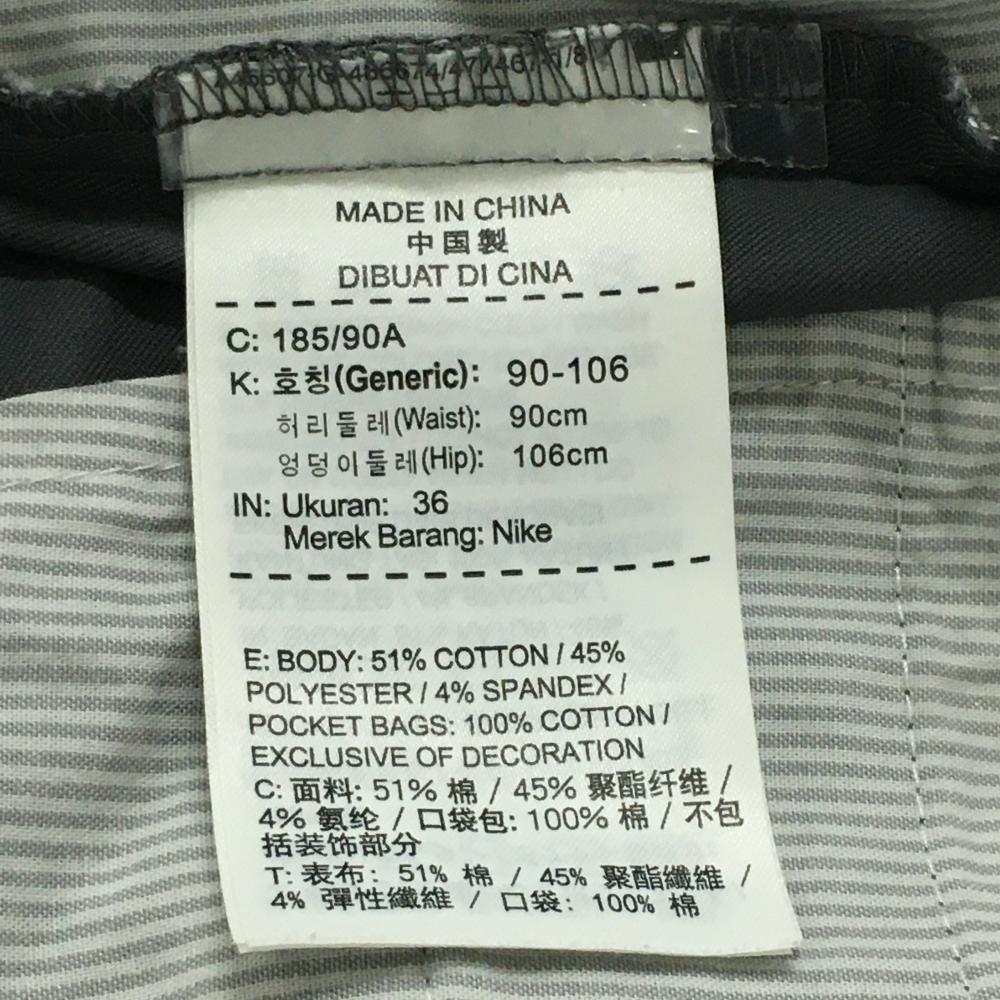 MADE IN CHINA
中国製
DIBUAT DI CINA
C: 185/90A
K: 호칭(Generic): 90-106
허리둘레(Waist): 90cm
엉덩이둘레(Hip): 106cm
IN: Ukuran: 36
Merek Barang: Nike
E: BODY: 51% COTTON / 45%
POLYESTER / 4% SPANDEX /
POCKET BAGS: 100% COTTON /
EXCLUSIVE OF DECORATION
C: 面料: 51% 棉 / 45% 聚酯纤维 /
4% 氨纶 / 口袋包: 100% 棉 / 不包
括装饰部分
T: 表布: 51% 棉 / 45% 聚酯纖維 /
4% 彈性纖維 / 口袋: 100% 棉